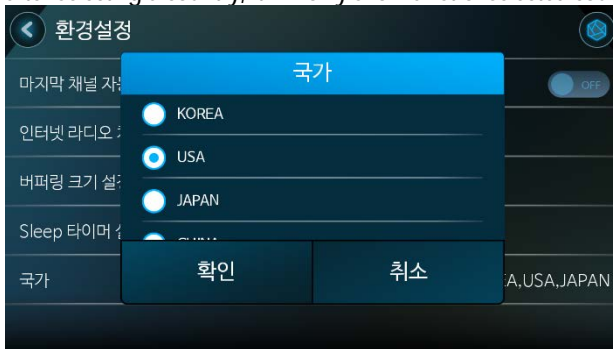 환경설정
마지막 채널 자동
OFF
인터넷 라디오
버퍼링 크기 설정
Sleep 타이머
국가
A,USA,JAPAN
국가
KOREA
USA
JAPAN
확인
취소